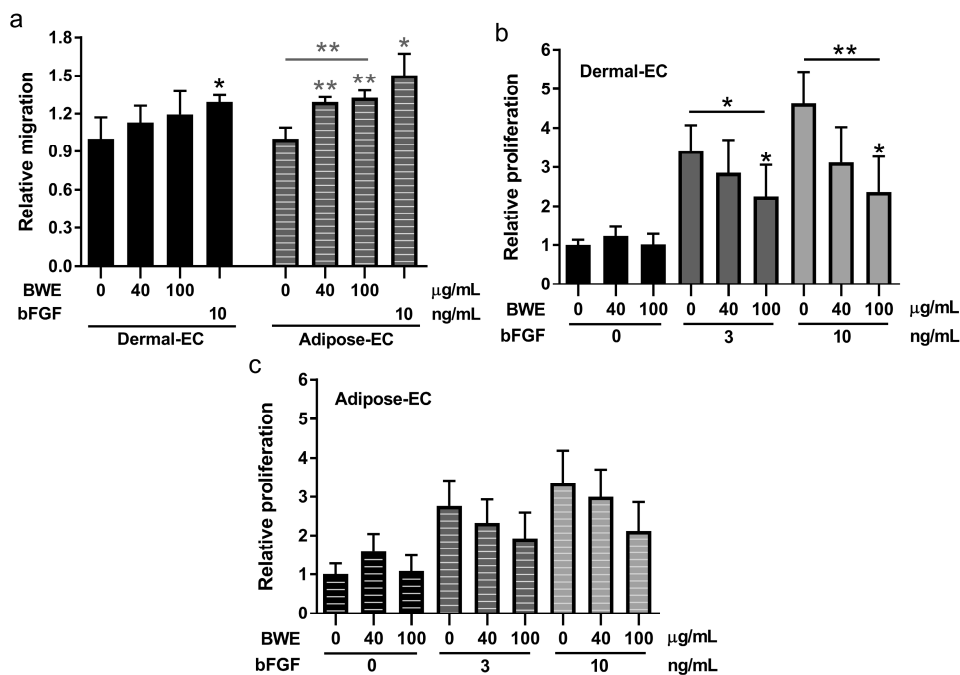 a
Relative migration
1.8
1.5
1.2
0.9
0.6
0.3
0.0
** ** ** * *
BWE 0 40 100 0 40 100 μg/mL
bFGF 10 10 ng/mL
Dermal-EC Adipose-EC
b
Dermal-EC
Relative proliferation
6
5
4
3
2
1
0
* * ** *
BWE 0 40 100 0 40 100 0 40 100 μg/mL
bFGF 0 3 10 ng/mL
c
Adipose-EC
Relative proliferation
6
5
4
3
2
1
0
BWE 0 40 100 0 40 100 0 40 100 μg/mL
bFGF 0 3 10 ng/mL